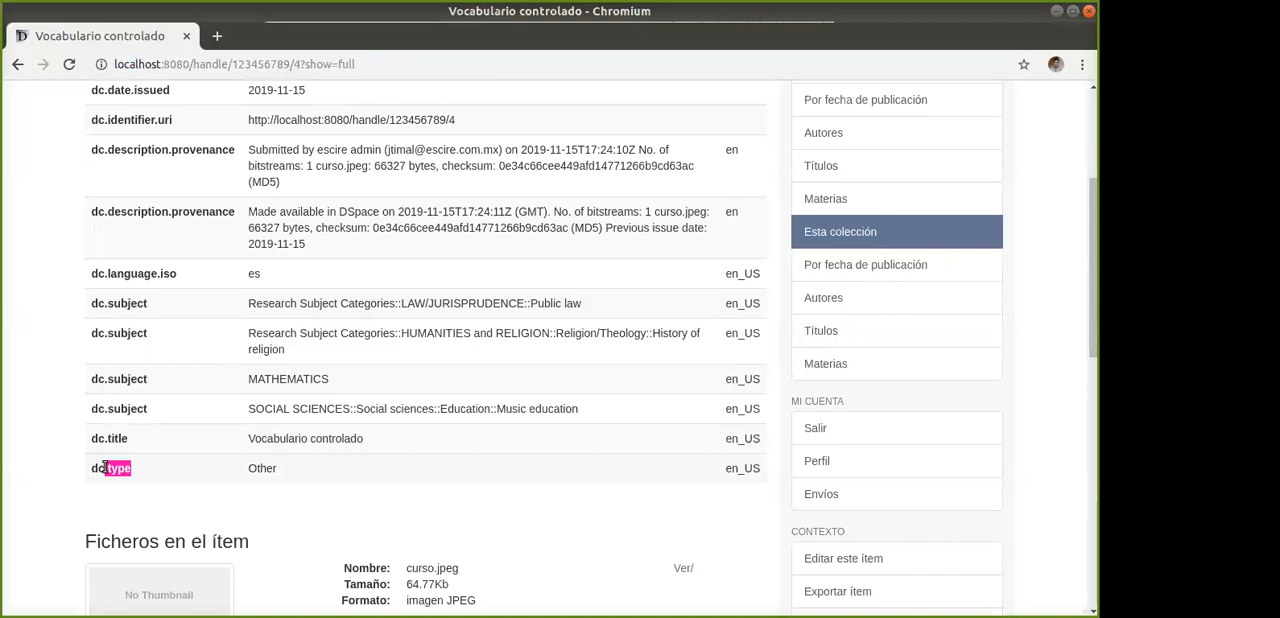 Vocabulario controlado - Chromium
Vocabulario controlado
localhost:8080/handle/123456789/4?show=full
dc.date.issued 2019-11-15
dc.identifier.uri http://localhost:8080/handle/123456789/4
dc.description.provenance Submitted by escire admin (jtimal@escire.com.mx) on 2019-11-15T17:24:10Z No. of en
bitstreams: 1 curso.jpeg: 66327 bytes, checksum: 0e34c66cee449afd14771266b9cd63ac
(MD5)
dc.description.provenance Made available in DSpace on 2019-11-15T17:24:11Z (GMT). No. of bitstreams: 1 curso.jpeg: en
66327 bytes, checksum: 0e34c66cee449afd14771266b9cd63ac (MD5) Previous issue date:
2019-11-15
dc.language.iso es en_US
dc.subject Research Subject Categories::LAW/JURISPRUDENCE::Public law en_US
dc.subject Research Subject Categories::HUMANITIES and RELIGION::Religion/Theology::History of en_US
religion
dc.subject MATHEMATICS en_US
dc.subject SOCIAL SCIENCES::Social sciences::Education::Music education en_US
dc.title Vocabulario controlado en_US
dc.type Other en_US
Ficheros en el ítem
No Thumbnail
Nombre: curso.jpeg Ver/
Tamaño: 64.77Kb
Formato: imagen JPEG
Por fecha de publicación
Autores
Títulos
Materias
Esta colección
Por fecha de publicación
Autores
Títulos
Materias
MI CUENTA
Salir
Perfil
Envíos
CONTEXTO
Editar este ítem
Exportar ítem